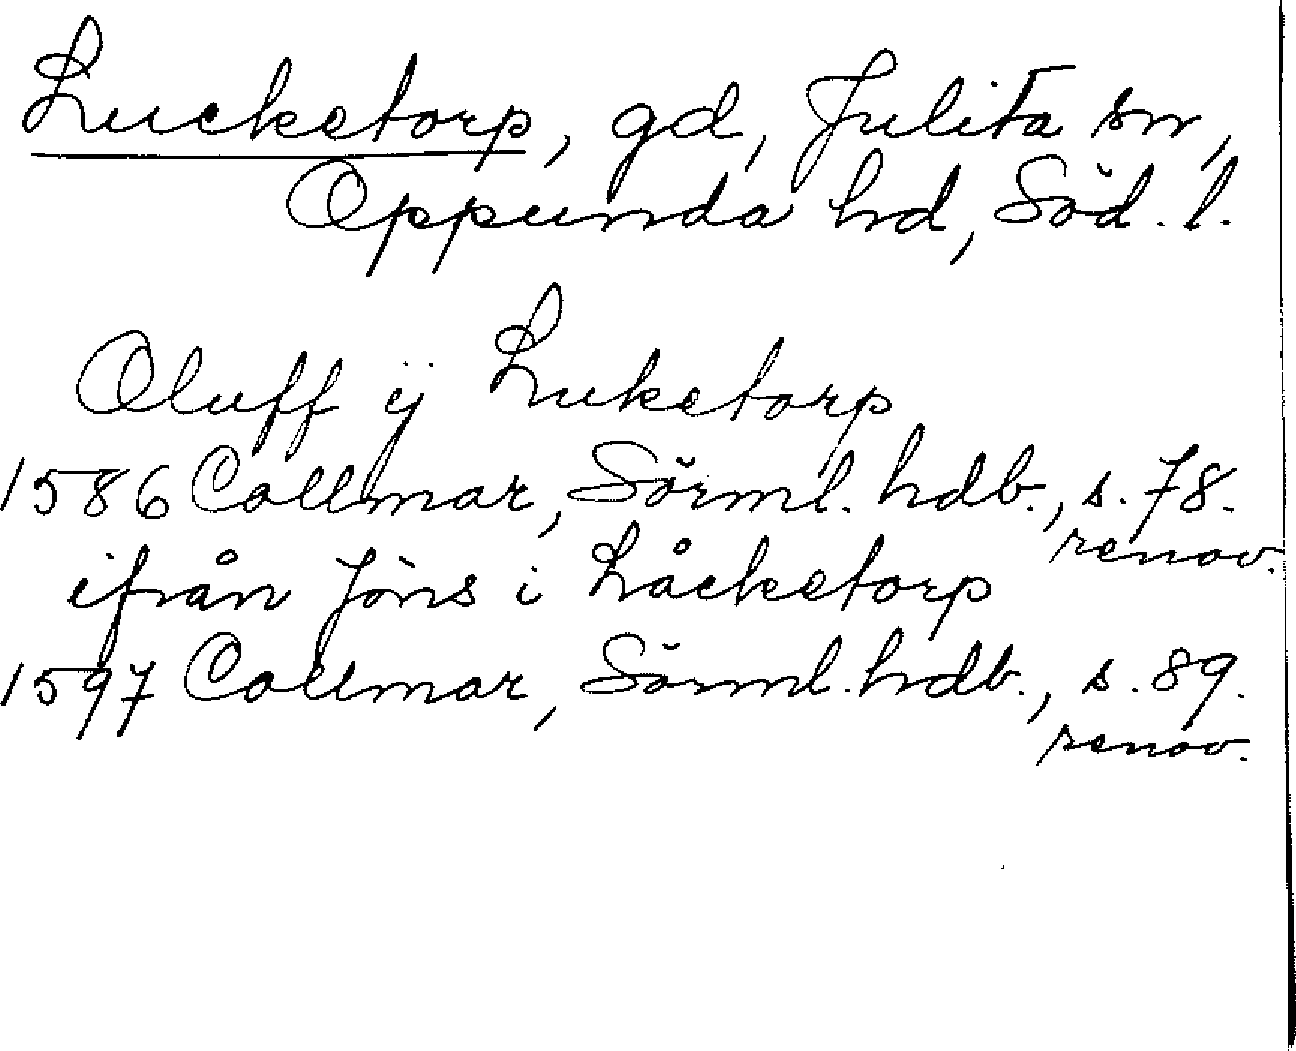 Lucketorp, gd, Julita sn,
Oppunda hd, Söd. l.
Oluff ij Luketorp
1586 Collmar, Sörml. hdb., s. 78.
renov.
ifrån Jöns i Låcketorp
1597 Collmar, Sörml. hdb., s. 89.
renov.